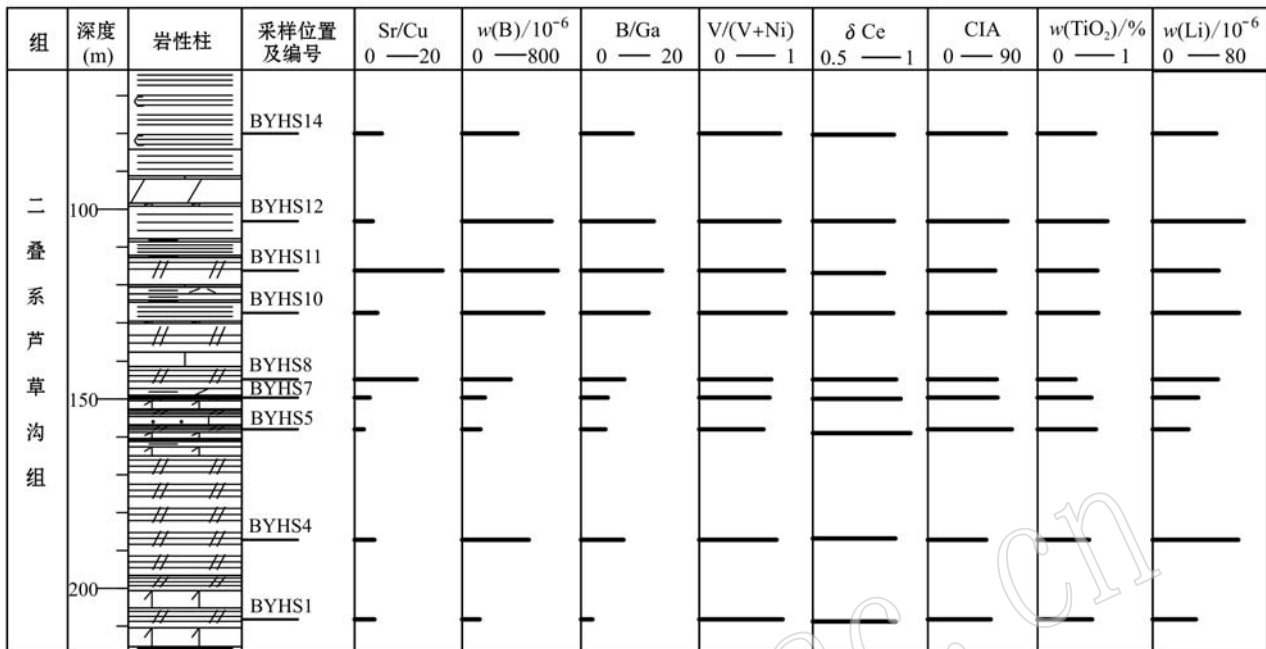 组
深度
(m)
岩性柱
采样位置
及编号
Sr/Cu
0 20
w(B)/10⁻⁶
0 800
B/Ga
0 20
V/(V+Ni)
0 1
δ Ce
0.5 1
CIA
0 90
w(TiO₂)/%
0 1
w(Li)/10⁻⁶
0 80
二叠系芦草沟组
100
150
200
BYHS14
BYHS12
BYHS11
BYHS10
BYHS8
BYHS7
BYHS5
BYHS4
BYHS1